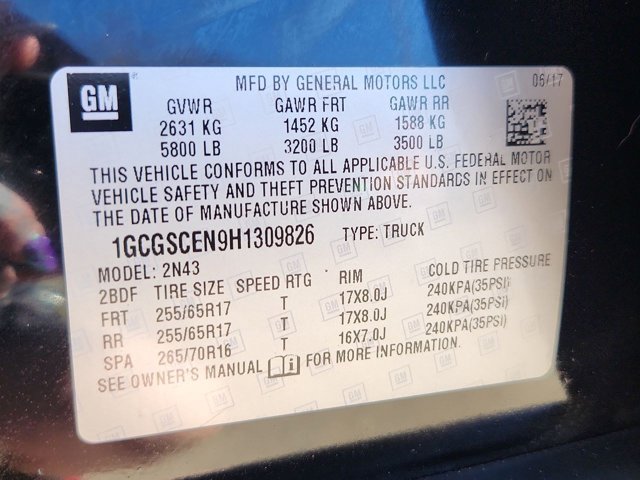 GM
MFD BY GENERAL MOTORS LLC 06/17
GVWR GAWR FRT GAWR RR
2631 KG 1452 KG 1588 KG
5800 LB 3200 LB 3500 LB
THIS VEHICLE CONFORMS TO ALL APPLICABLE U.S. FEDERAL MOTOR
VEHICLE SAFETY AND THEFT PREVENTION STANDARDS IN EFFECT ON
THE DATE OF MANUFACTURE SHOWN ABOVE.
1GCGSCEN9H1309826 TYPE: TRUCK
MODEL: 2N43
2BDF TIRE SIZE SPEED RTG RIM COLD TIRE PRESSURE
FRT 255/65R17 T 17X8.0J 240KPA(35PSI)
RR 255/65R17 T 17X8.0J 240KPA(35PSI)
SPA 265/70R16 T 16X7.0J 240KPA(35PSI)
SEE OWNER'S MANUAL FOR MORE INFORMATION.